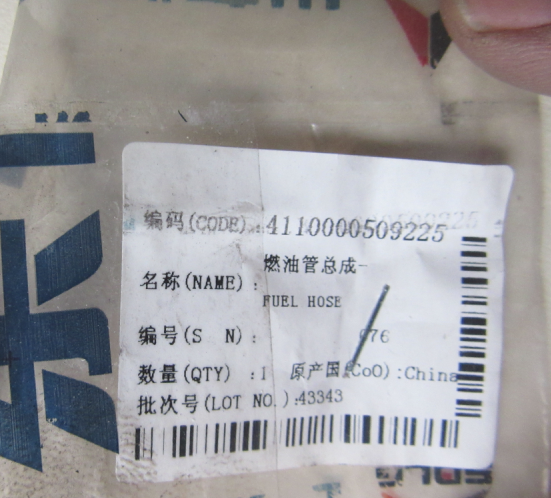 编码(CODE):4110000509225
名称(NAME):
燃油管总成
FUEL HOSE
编号(S N): 076
数量(QTY) :1 原产国(CoO):China
批次号(LOT NO.):43343